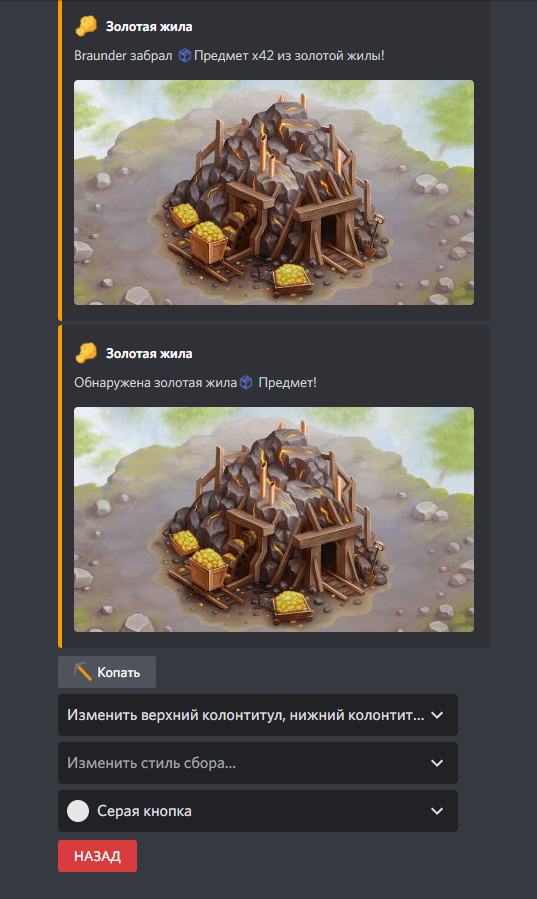 Золотая жила
Braunder забрал Предмет x42 из золотой жилы!
Золотая жила
Обнаружена золотая жила Предмет!
Копать
Изменить верхний колонтитул, нижний колонтит...
Изменить стиль сбора...
Серая кнопка
НАЗАД